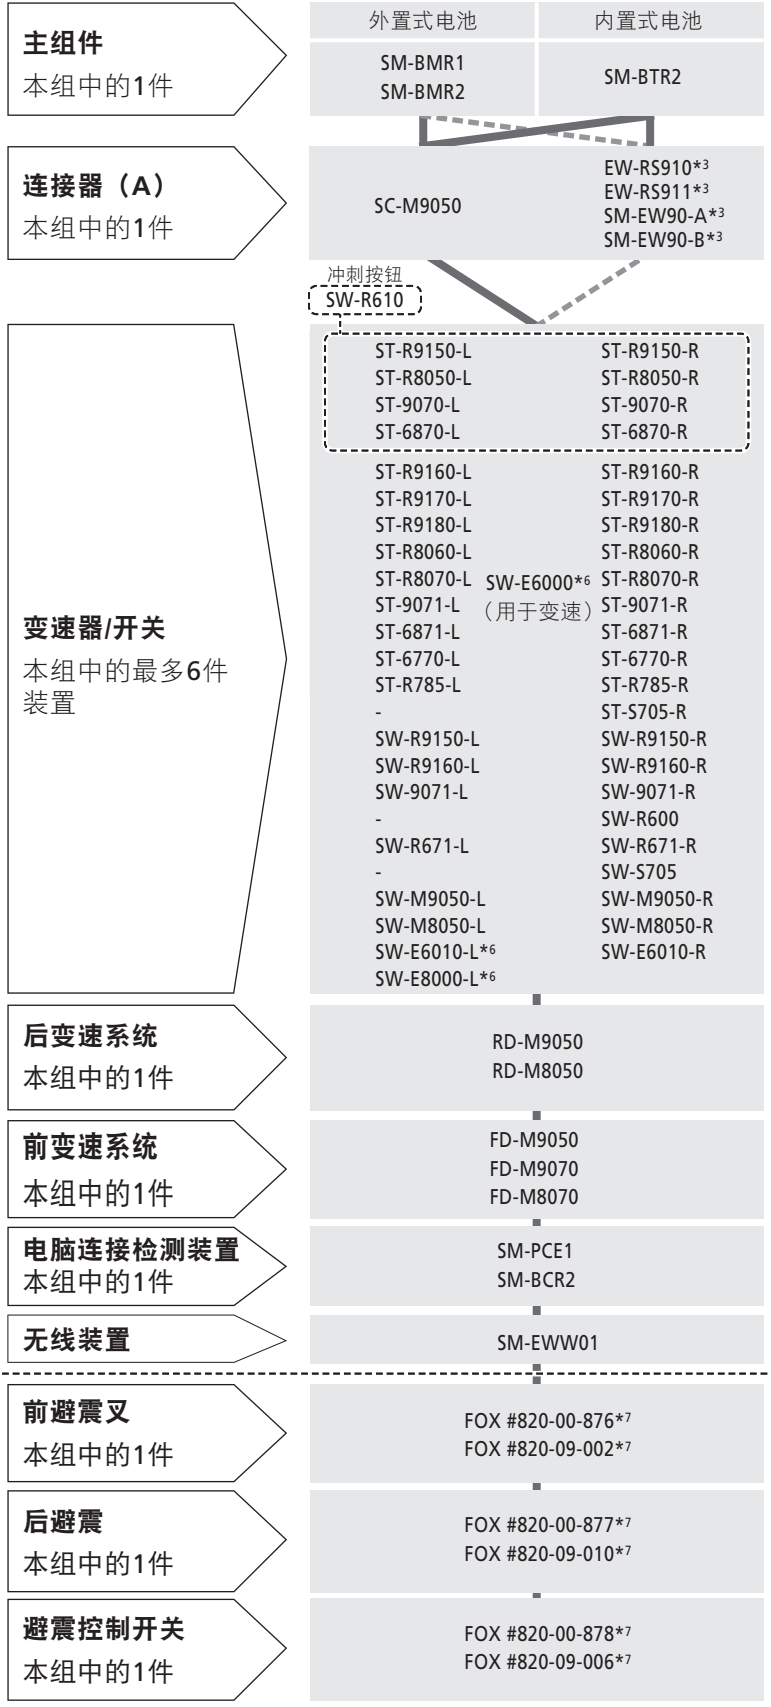 主组件
本组中的1件
外置式电池
内置式电池
SM-BMR1
SM-BMR2
SM-BTR2
连接器（A）
本组中的1件
SC-M9050
EW-RS910*3
EW-RS911*3
SM-EW90-A*3
SM-EW90-B*3
冲刺按钮
SW-R610
变速器/开关
本组中的最多6件
装置
ST-R9150-L ST-R9150-R
ST-R8050-L ST-R8050-R
ST-9070-L ST-9070-R
ST-6870-L ST-6870-R
ST-R9160-L ST-R9160-R
ST-R9170-L ST-R9170-R
ST-R9180-L ST-R9180-R
ST-R8060-L ST-R8060-R
ST-R8070-L SW-E6000*6 ST-R8070-R
ST-9071-L （用于变速） ST-9071-R
ST-6871-L ST-6871-R
ST-6770-L ST-6770-R
ST-R785-L ST-R785-R
- ST-S705-R
SW-R9150-L SW-R9150-R
SW-R9160-L SW-R9160-R
SW-9071-L SW-9071-R
- SW-R600
SW-R671-L SW-R671-R
- SW-S705
SW-M9050-L SW-M9050-R
SW-M8050-L SW-M8050-R
SW-E6010-L*6 SW-E6010-R
SW-E8000-L*6
后变速系统
本组中的1件
RD-M9050
RD-M8050
前变速系统
本组中的1件
FD-M9050
FD-M9070
FD-M8070
电脑连接检测装置
本组中的1件
SM-PCE1
SM-BCR2
无线装置
SM-EWW01
前避震叉
本组中的1件
FOX #820-00-876*7
FOX #820-09-002*7
后避震
本组中的1件
FOX #820-00-877*7
FOX #820-09-010*7
避震控制开关
本组中的1件
FOX #820-00-878*7
FOX #820-09-006*7